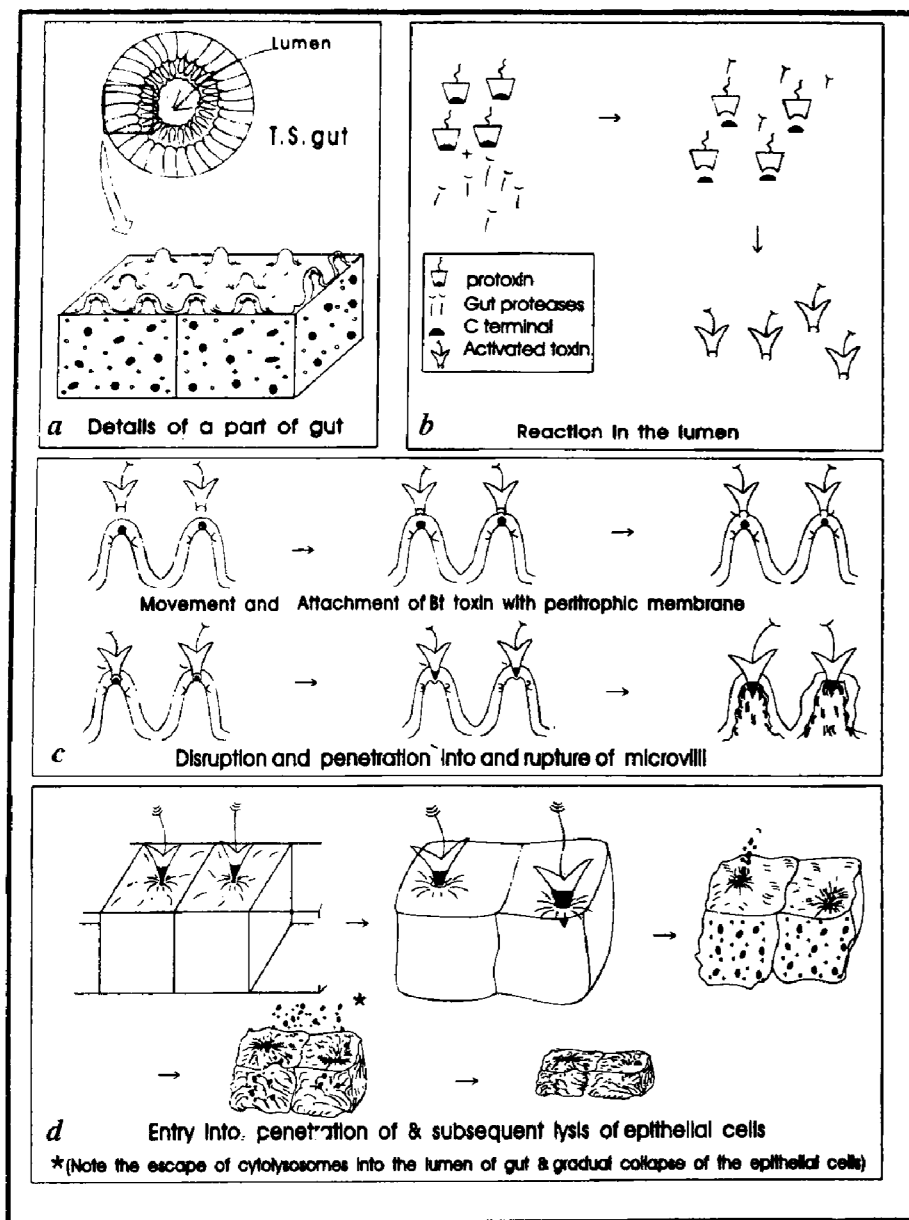 Lumen
T.S. gut
a Details of a part of gut
protoxin
Gut proteases
C terminal
Activated toxin
b Reaction in the lumen
Movement and Attachment of Bt toxin with peritrophic membrane
c Disruption and penetration into and rupture of microvilli
*
d Entry into, penetration of & subsequent lysis of epithelial cells
*(Note the escape of cytolysosomes into the lumen of gut & gradual collapse of the epithelial cells)